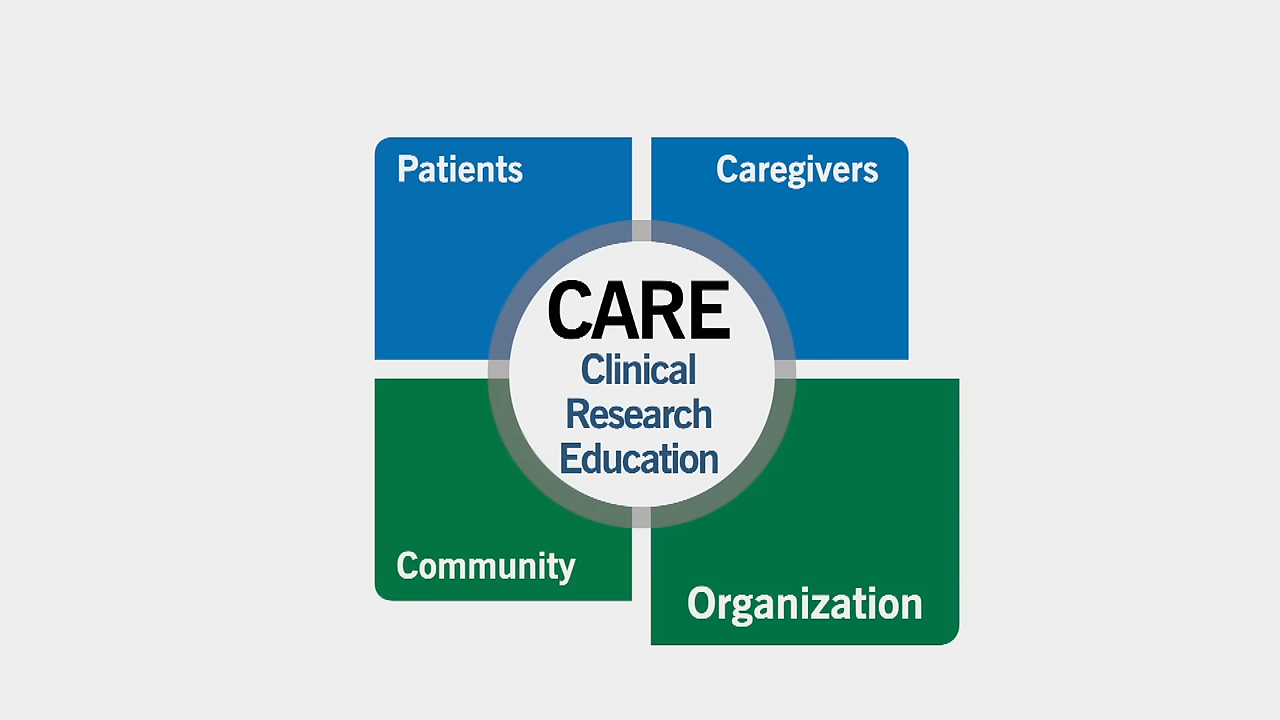 Patients
Caregivers
CARE
Clinical
Research
Education
Community
Organization